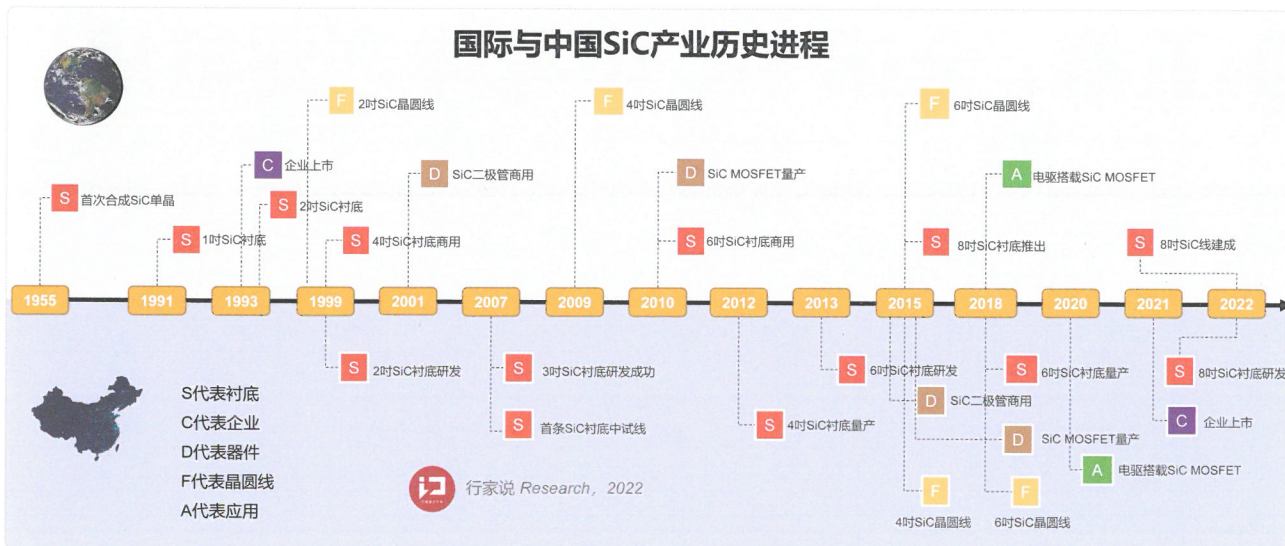 国际与中国SiC产业历史进程
F 2吋SiC晶圆线
F 4吋SiC晶圆线
F 6吋SiC晶圆线
C 企业上市
D SiC二极管商用
D SiC MOSFET量产
A 电驱搭载SiC MOSFET
S 首次合成SiC单晶
S 2吋SiC衬底
S 1吋SiC衬底
S 4吋SiC衬底商用
S 6吋SiC衬底商用
S 8吋SiC衬底推出
S 8吋SiC线建成
1955 1991 1993 1999 2001 2007 2009 2010 2012 2013 2015 2018 2020 2021 2022
S 2吋SiC衬底研发
S 3吋SiC衬底研发成功
S 6吋SiC衬底研发
S 6吋SiC衬底量产
S 8吋SiC衬底研发
D SiC二极管商用
S 首条SiC衬底中试线
S 4吋SiC衬底量产
C 企业上市
D SiC MOSFET量产
A 电驱搭载SiC MOSFET
F 4吋SiC晶圆线
F 6吋SiC晶圆线
S代表衬底
C代表企业
D代表器件
F代表晶圆线
A代表应用
行家说 Research，2022